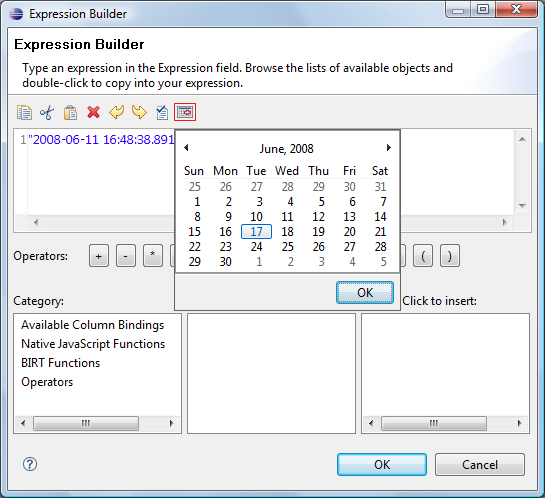 Expression Builder
Expression Builder
Type an expression in the Expression field. Browse the lists of available objects and
double-click to copy into your expression.
1"2008-06-11 16:48:38.891
June, 2008
Sun Mon Tue Wed Thu Fri Sat
25 26 27 28 29 30 31
1 2 3 4 5 6 7
8 9 10 11 12 13 14
15 16 17 18 19 20 21
22 23 24 25 26 27 28
29 30 1 2 3 4 5
OK
Operators: + - * ( )
Category:
Click to insert:
Available Column Bindings
Native JavaScript Functions
BIRT Functions
Operators
? OK Cancel